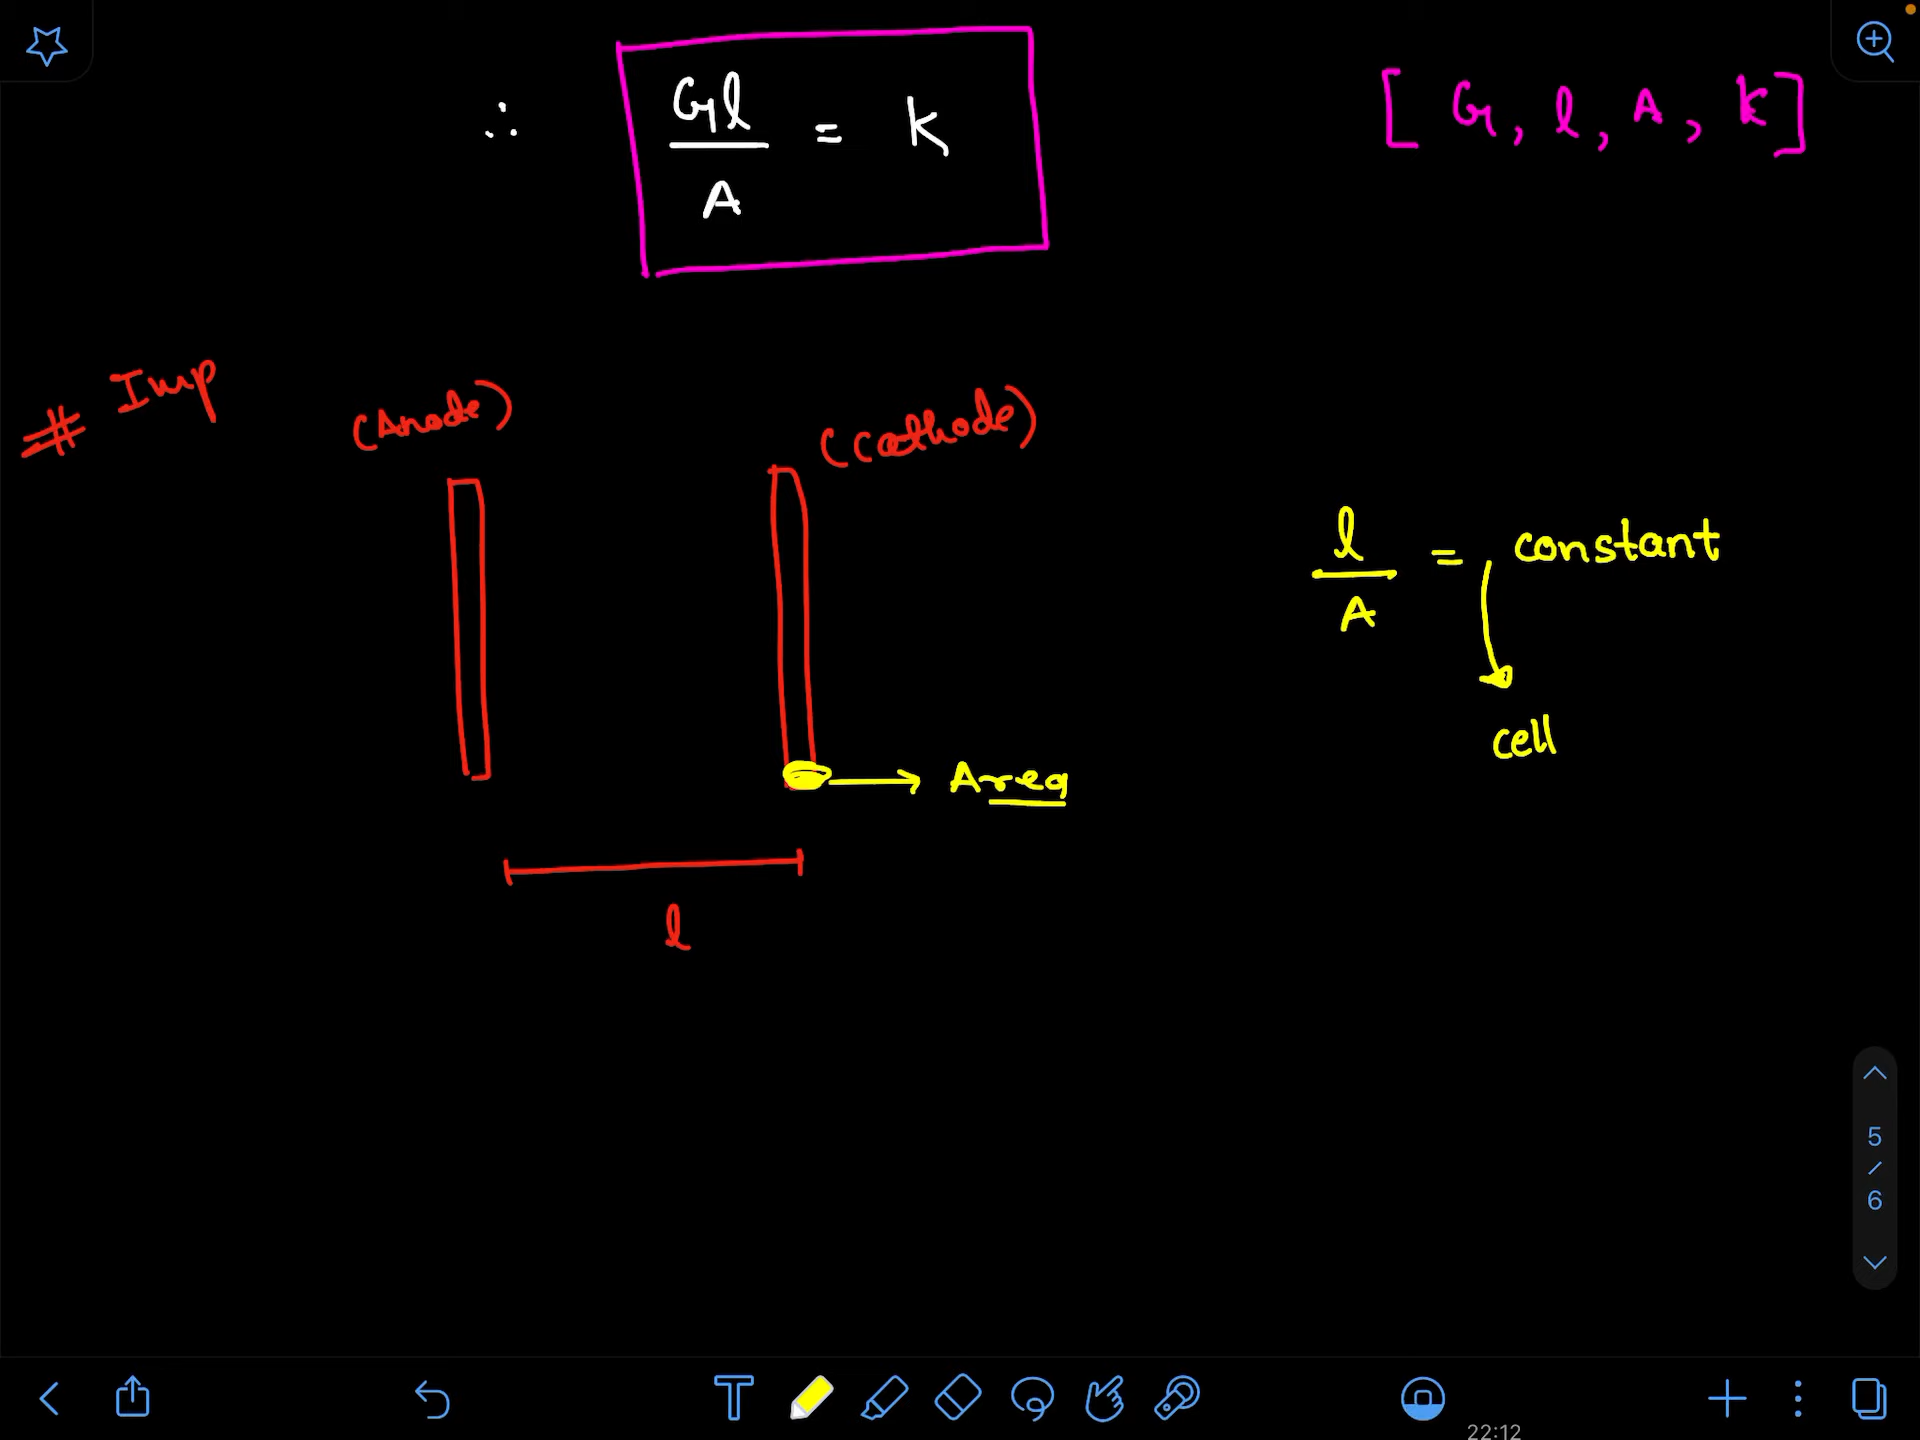 ∴ Gl/A = K
[ G, l, A, K ]
# Imp
(Anode)
(Cathode)
l/A = constant
cell
Area
l
5
/
6
22:12